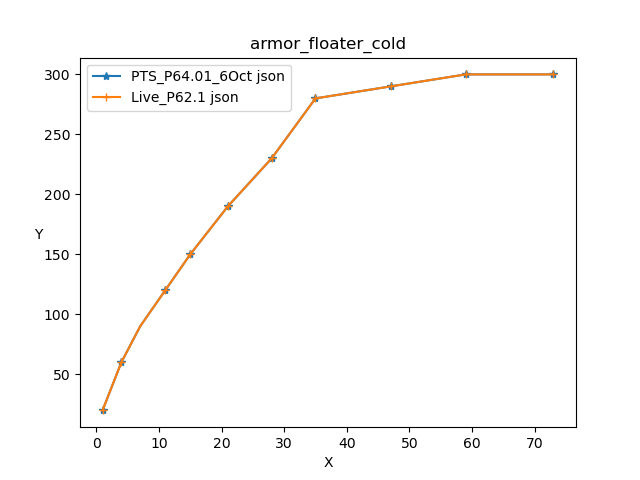 armor_floater_cold
PTS_P64.01_6Oct json
Live_P62.1 json
300
250
200
150
100
50
Y
0 10 20 30 40 50 60 70
X